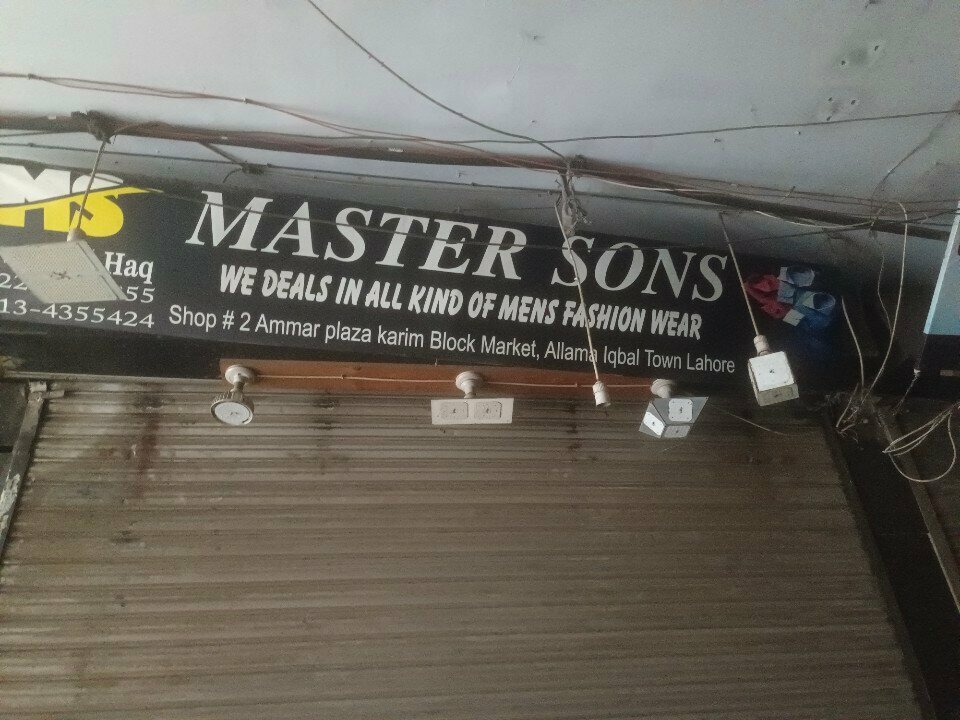 MS
MASTER SONS
WE DEALS IN ALL KIND OF MENS FASHION WEAR
Haq
13-4355424
Shop # 2 Ammar plaza karim Block Market, Allama Iqbal Town Lahore